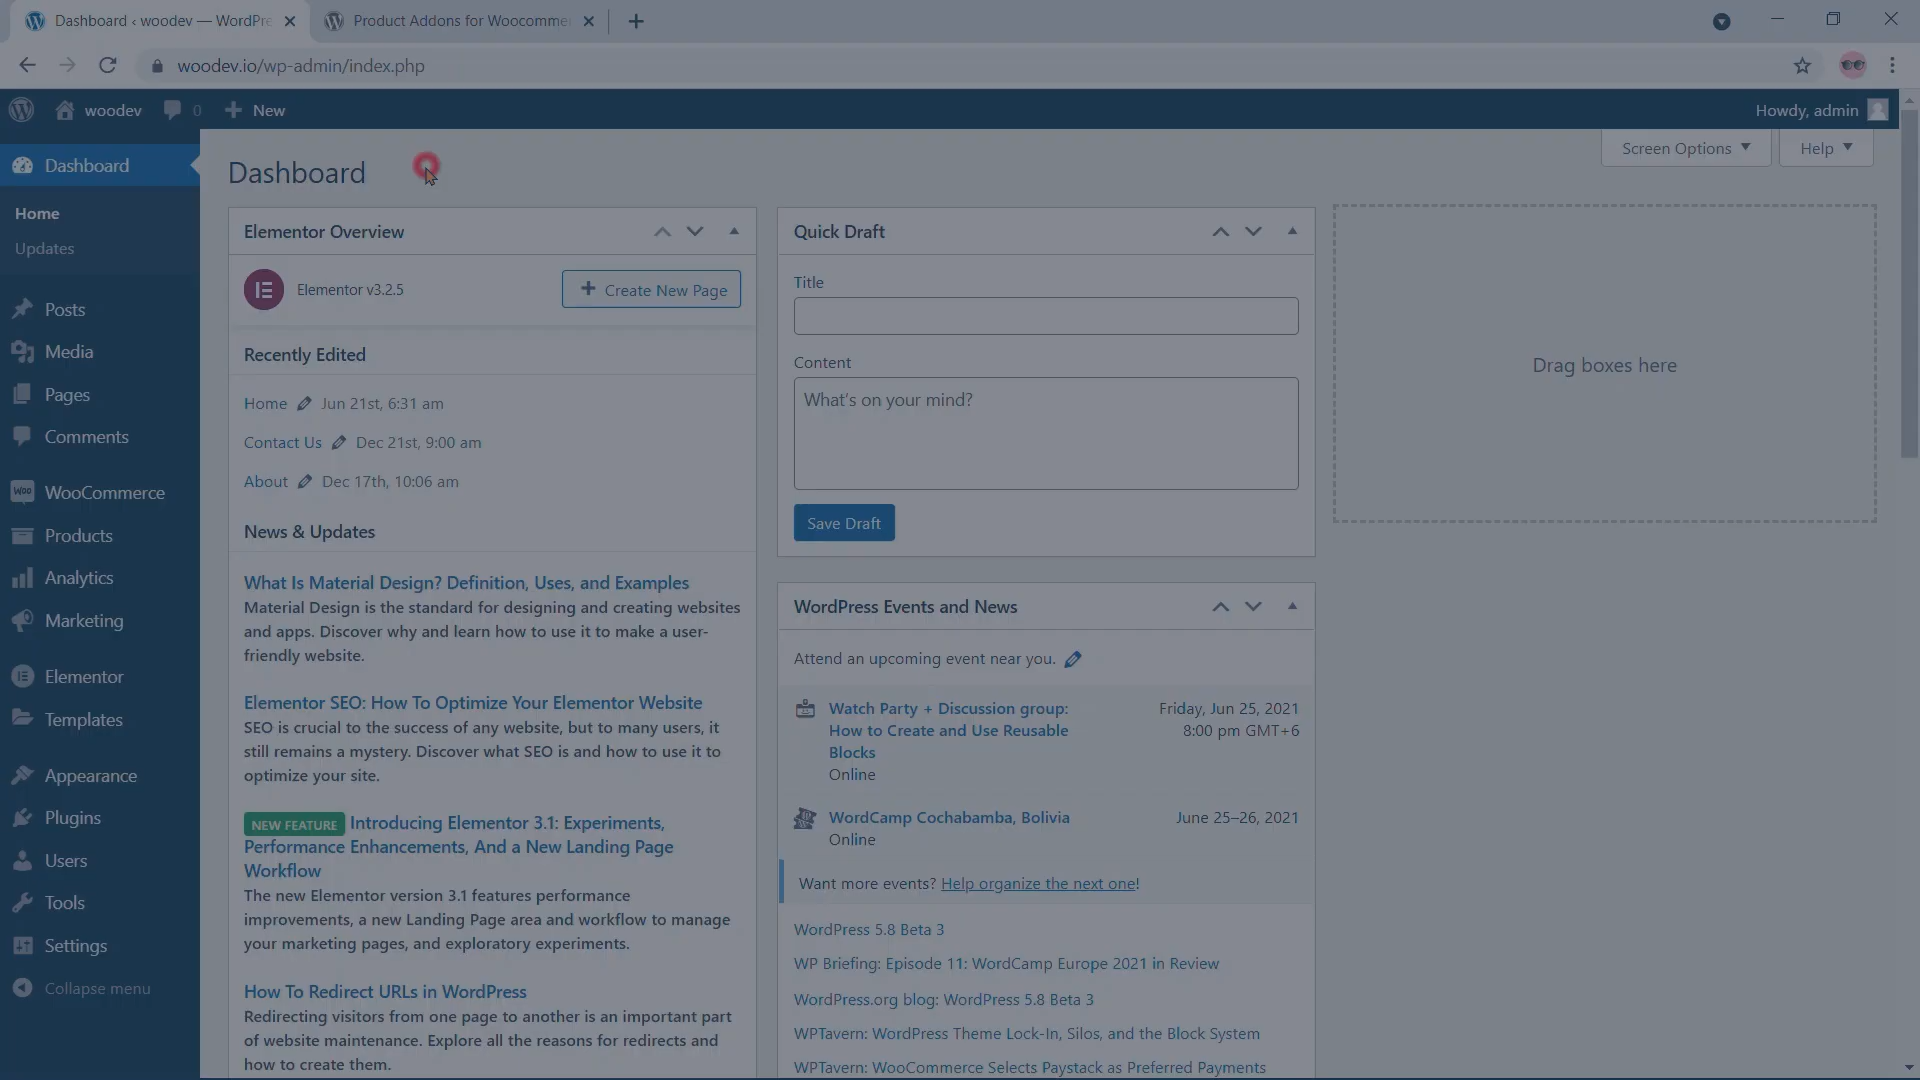 Dashboard ‹ woodev — WordPre
Product Addons for Woocomme
woodev.io/wp-admin/index.php
woodev
0
New
Howdy, admin
Screen Options
Help
Dashboard
Home
Updates
Posts
Media
Pages
Comments
Woo
WooCommerce
Products
Analytics
Marketing
Elementor
Templates
Appearance
Plugins
Users
Tools
Settings
Collapse menu
Dashboard
Elementor Overview
Elementor v3.2.5
Create New Page
Recently Edited
Home Jun 21st, 6:31 am
Contact Us Dec 21st, 9:00 am
About Dec 17th, 10:06 am
News & Updates
What Is Material Design? Definition, Uses, and Examples
Material Design is the standard for designing and creating websites
and apps. Discover why and learn how to use it to make a user-
friendly website.
Elementor SEO: How To Optimize Your Elementor Website
SEO is crucial to the success of any website, but to many users, it
still remains a mystery. Discover what SEO is and how to use it to
optimize your site.
NEW FEATURE Introducing Elementor 3.1: Experiments,
Performance Enhancements, And a New Landing Page
Workflow
The new Elementor version 3.1 features performance
improvements, a new Landing Page area and workflow to manage
your marketing pages, and exploratory experiments.
How To Redirect URLs in WordPress
Redirecting visitors from one page to another is an important part
of website maintenance. Explore all the reasons for redirects and
how to create them.
Quick Draft
Title
Content
What's on your mind?
Save Draft
WordPress Events and News
Attend an upcoming event near you.
Watch Party + Discussion group:
How to Create and Use Reusable
Blocks
Online
Friday, Jun 25, 2021
8:00 pm GMT+6
WordCamp Cochabamba, Bolivia
Online
June 25–26, 2021
Want more events? Help organize the next one!
WordPress 5.8 Beta 3
WP Briefing: Episode 11: WordCamp Europe 2021 in Review
WordPress.org blog: WordPress 5.8 Beta 3
WPTavern: WordPress Theme Lock-In, Silos, and the Block System
WPTavern: WooCommerce Selects Paystack as Preferred Payments
Drag boxes here